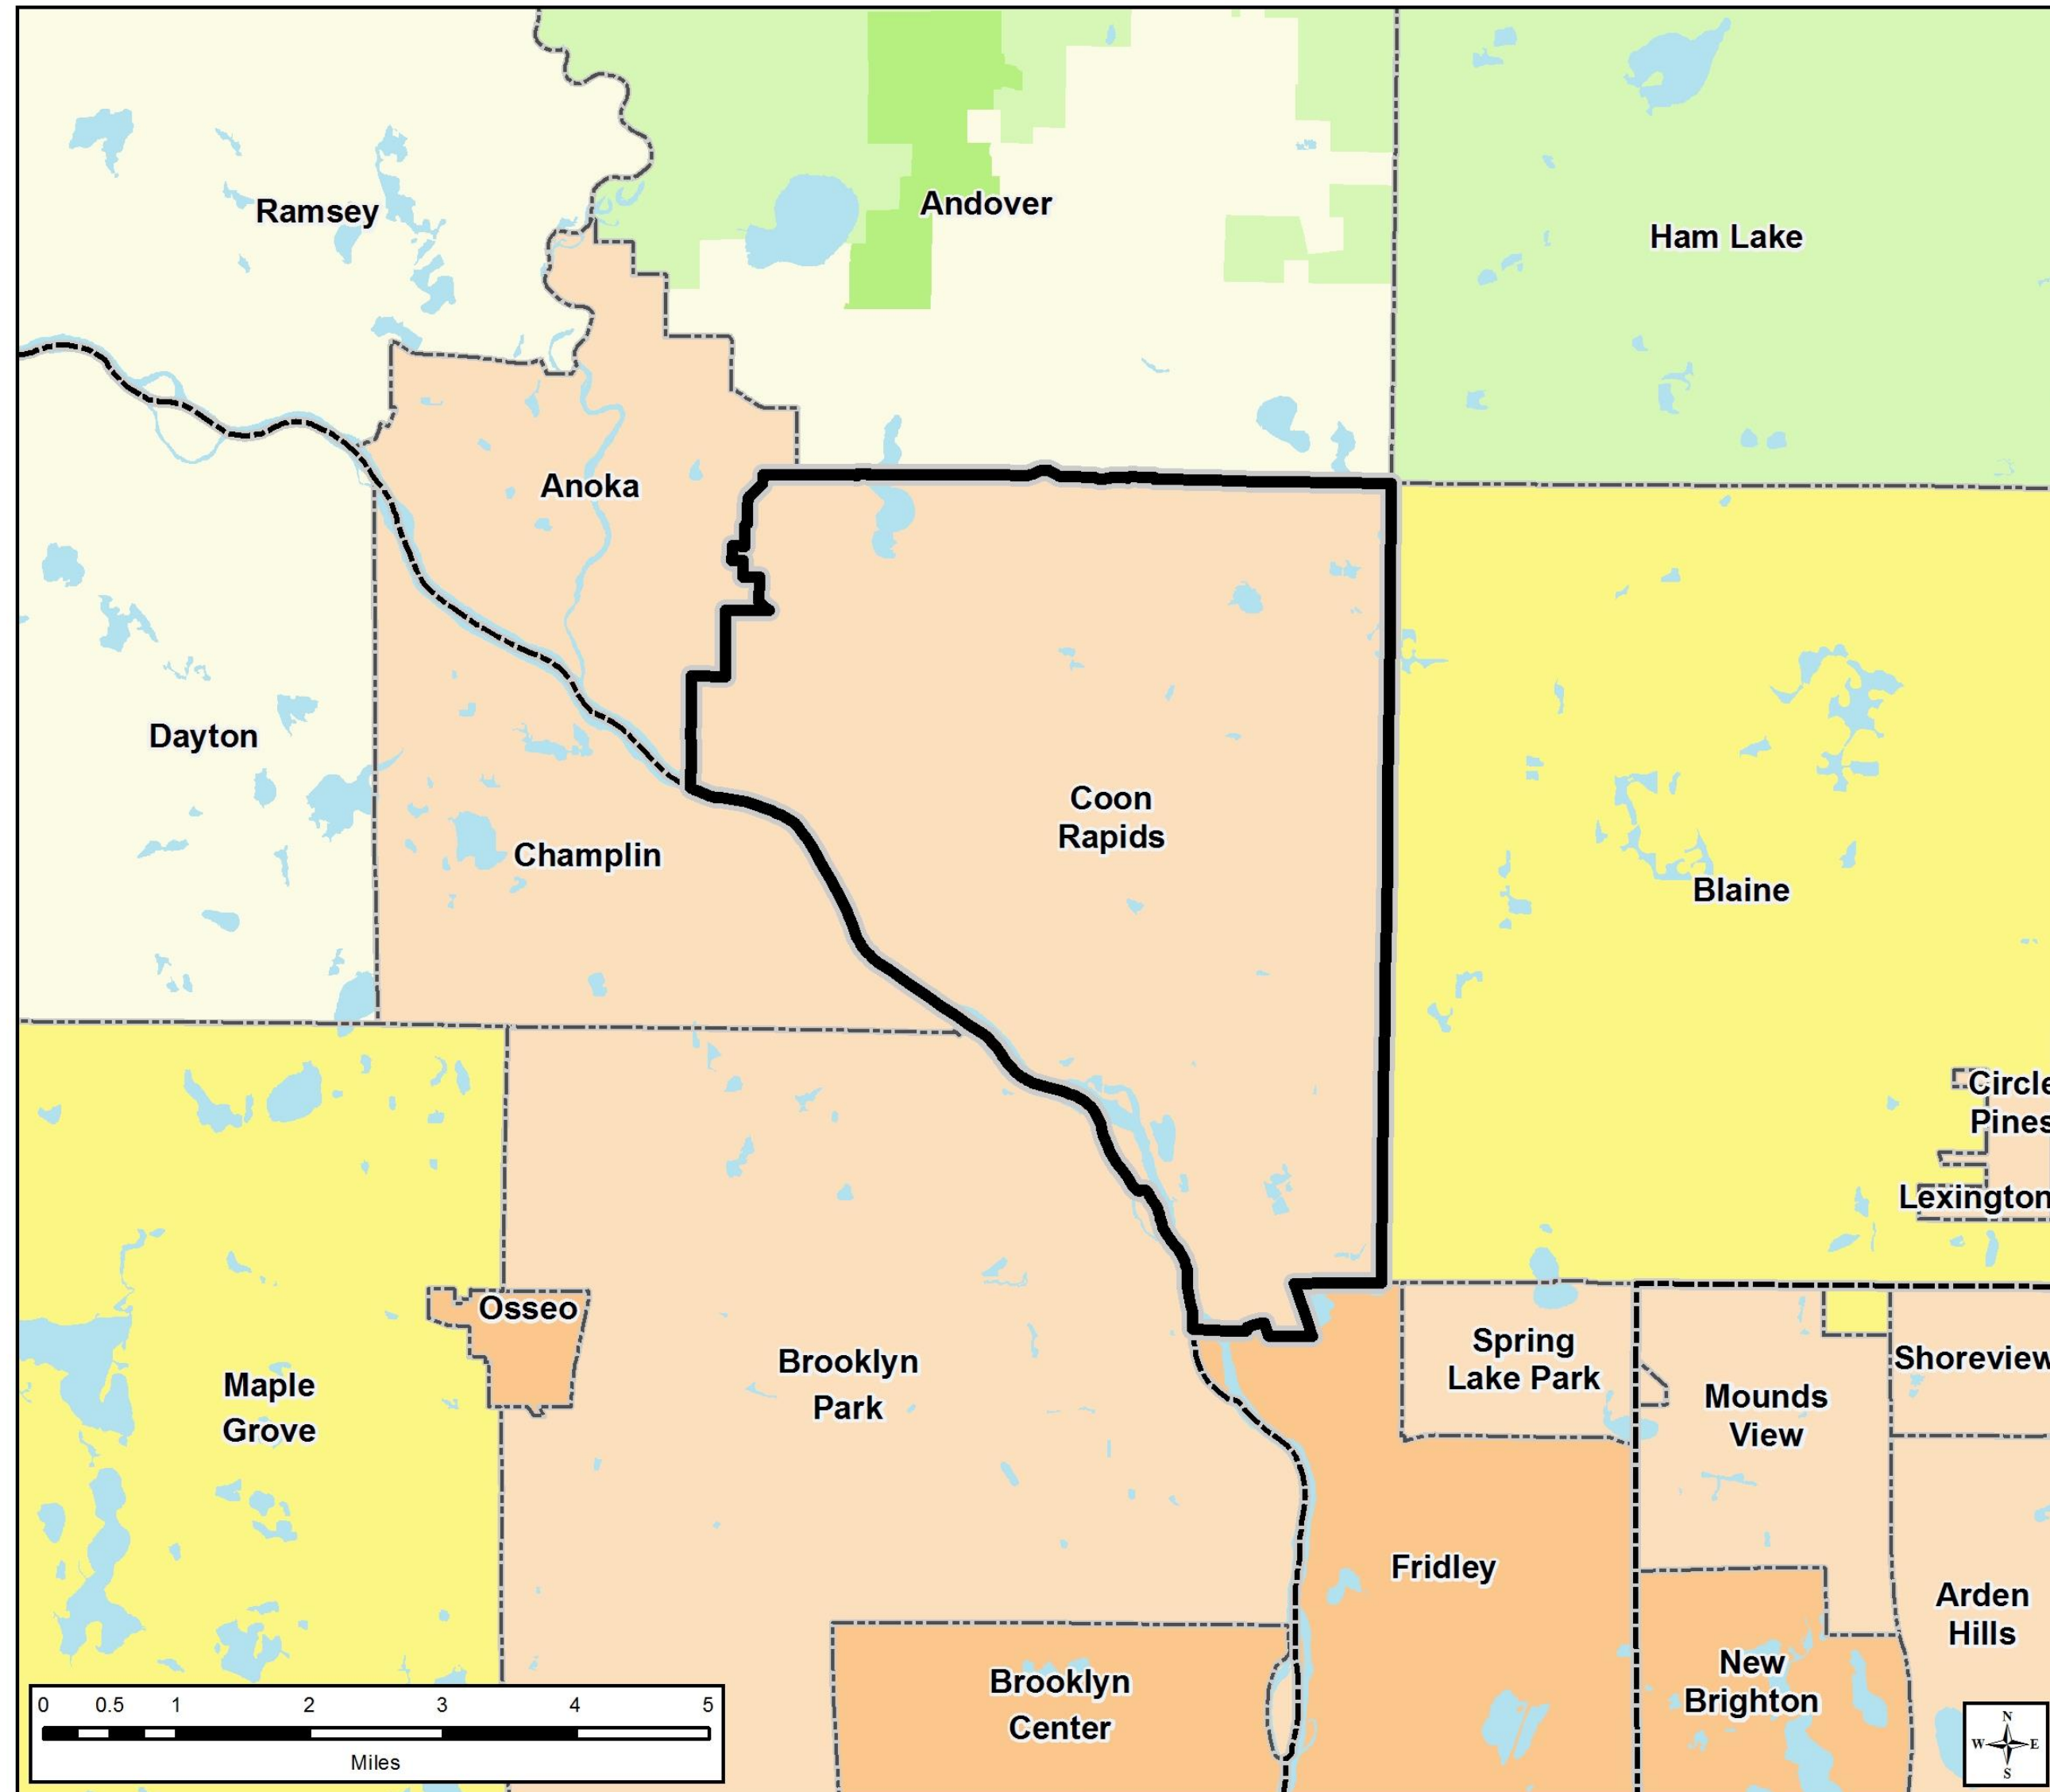 Ramsey
Andover
Ham Lake
Anoka
Dayton
Coon
Rapids
Champlin
Blaine
Circle
Pines
Lexington
Osseo
Spring
Lake Park
Shoreview
Brooklyn
Park
Maple
Grove
Mounds
View
Fridley
Arden
Hills
Brooklyn
Center
New
Brighton
0 0.5 1 2 3 4 5
Miles
N
W E
S